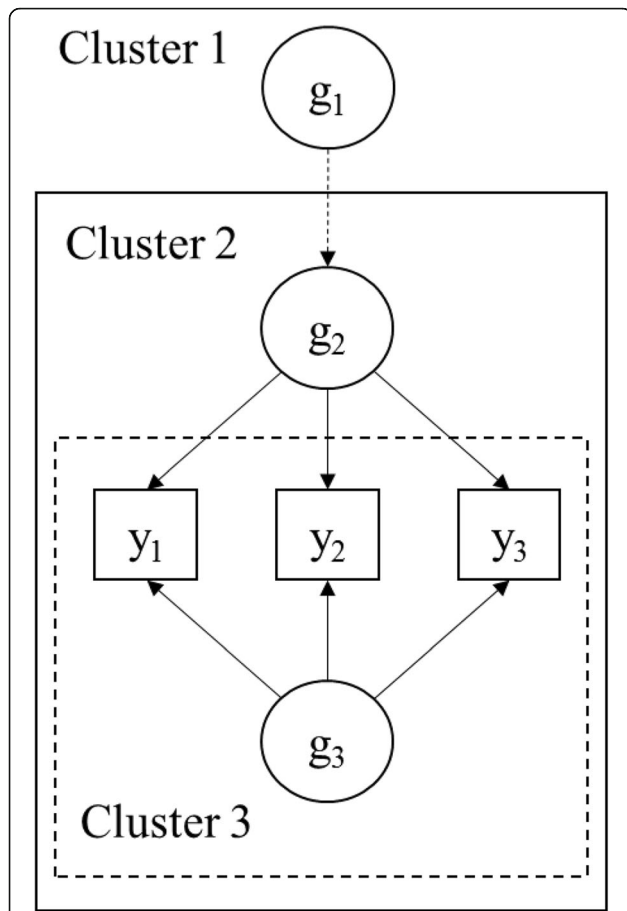 Cluster 1
g₁
Cluster 2
g₂
y₁ y₂ y₃
g₃
Cluster 3